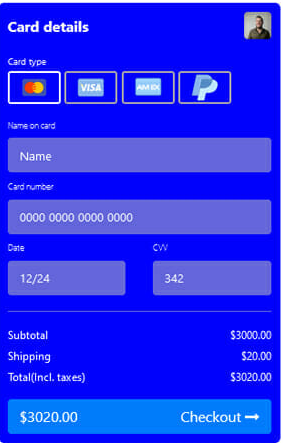 Card details
Card type
VISA AMEX
Name on card
Name
Card number
0000 0000 0000 0000
Date CVV
12/24 342
Subtotal $3000.00
Shipping $20.00
Total(Incl. taxes) $3020.00
$3020.00 Checkout →